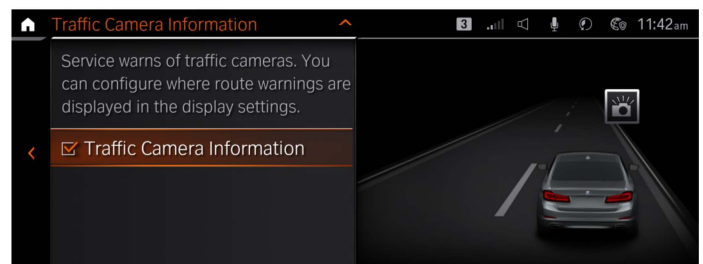 Traffic Camera Information
3
11:42am
Service warns of traffic cameras. You
can configure where route warnings are
displayed in the display settings.
Traffic Camera Information